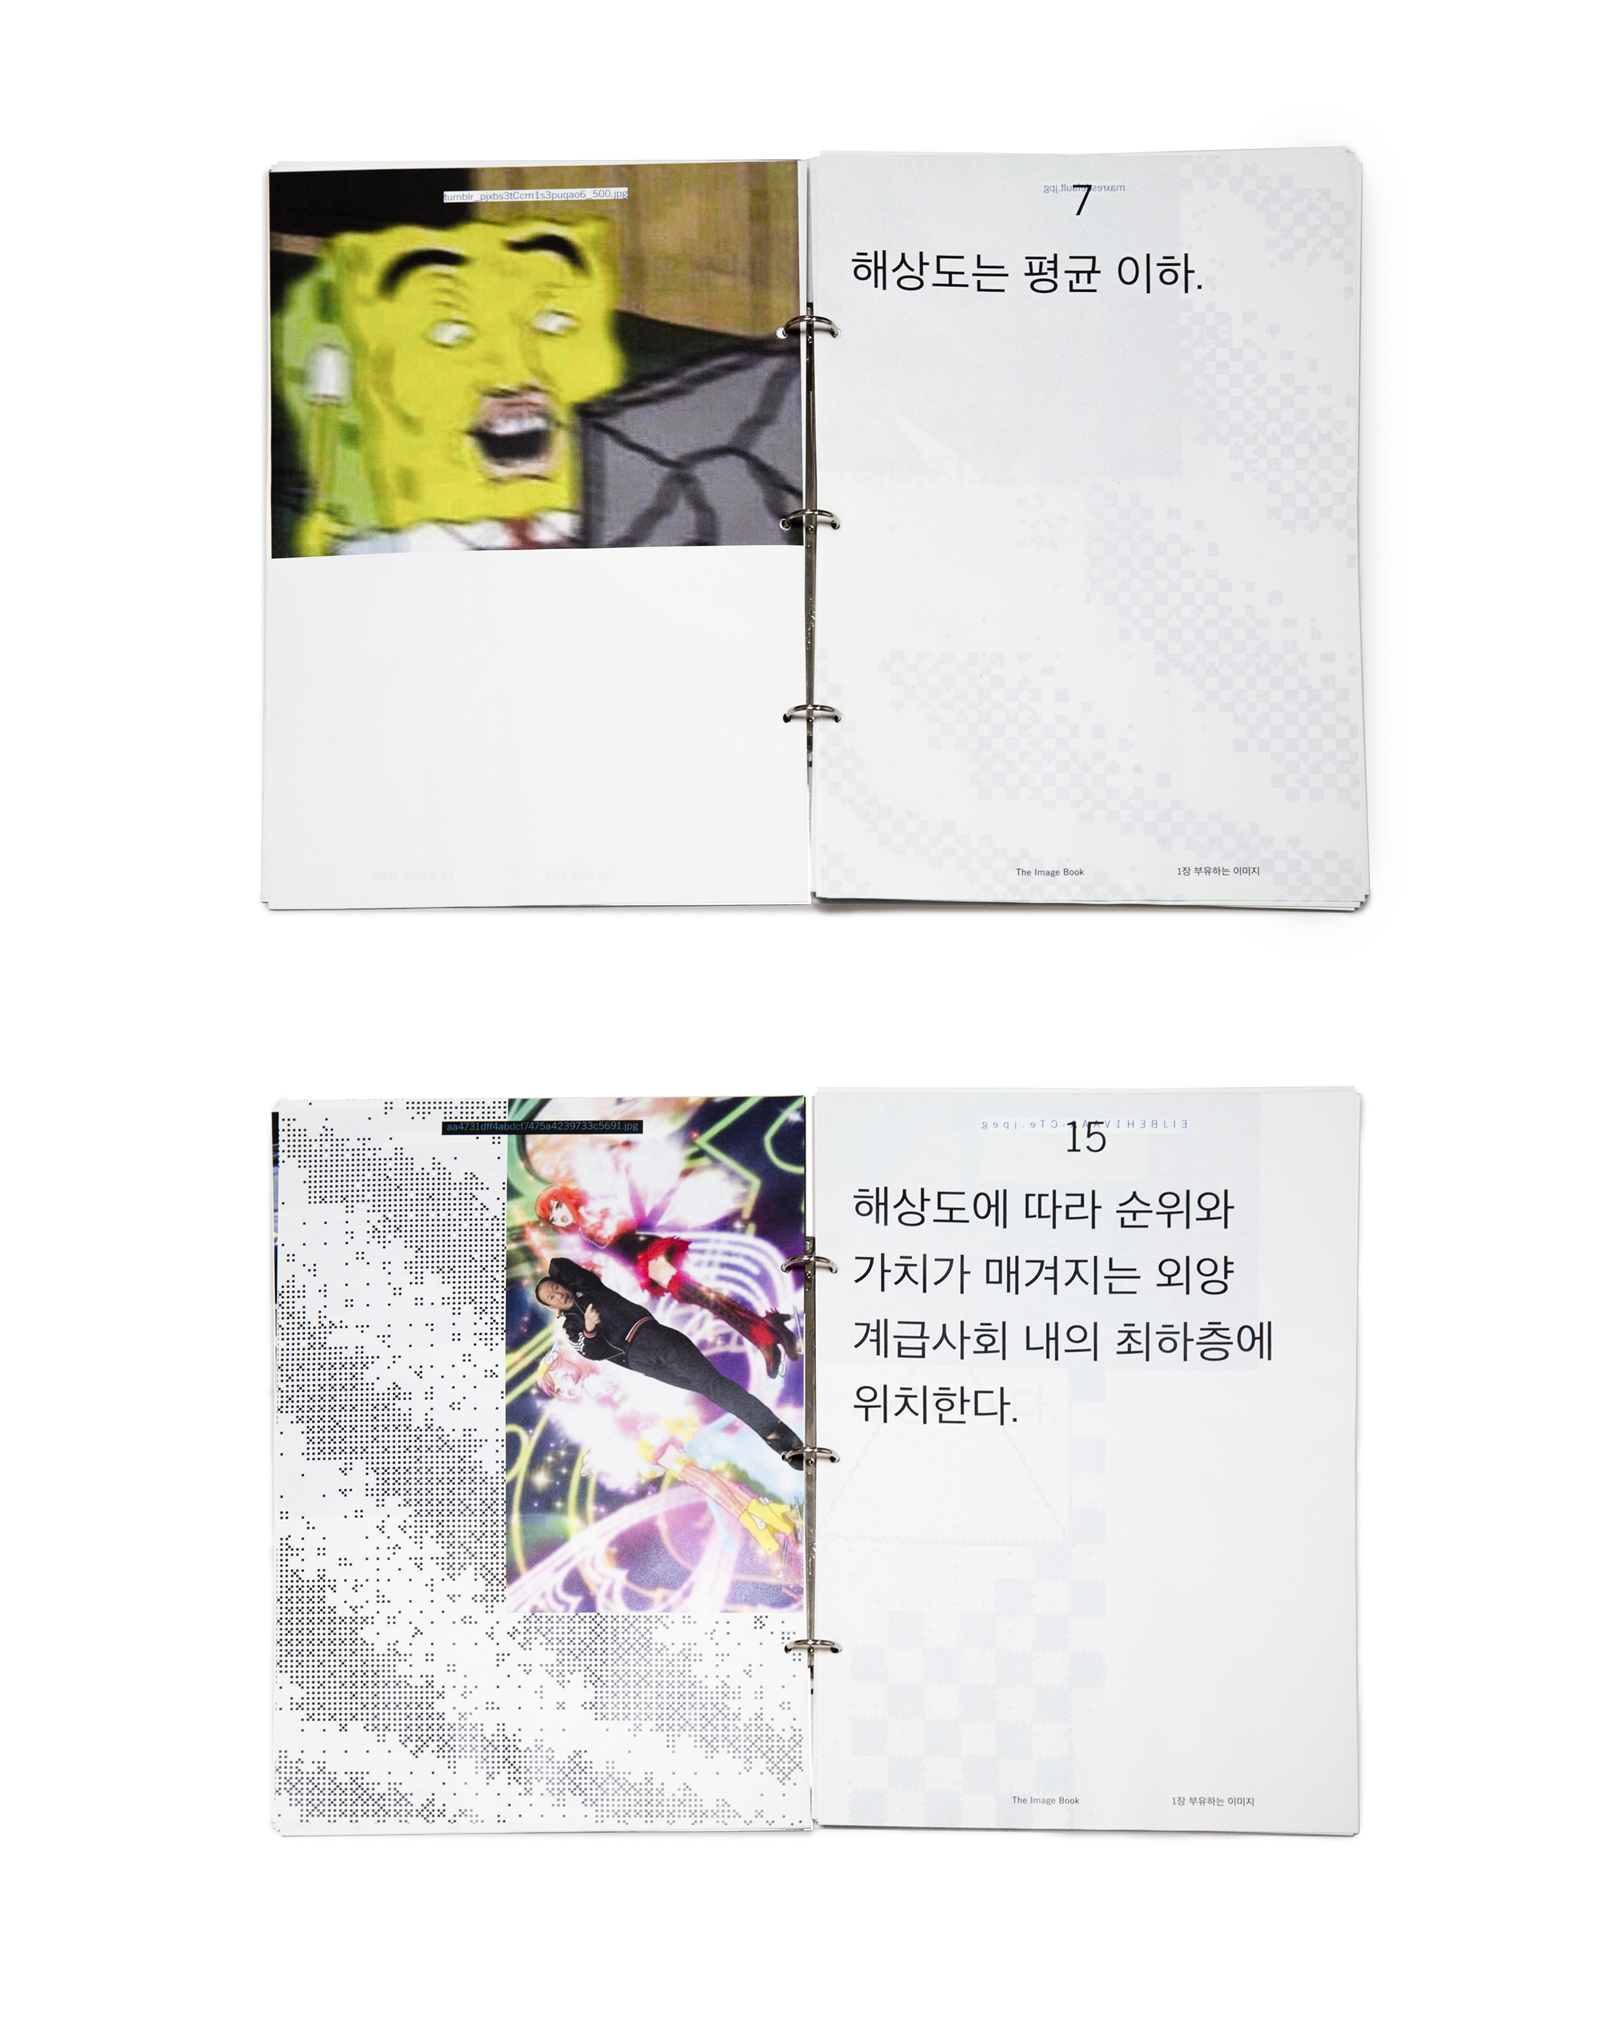 tumblr_pjxbs3tCcm1s3puqao6_500.jpg
maxresdefault.jpg
7
해상도는 평균 이하.
The Image Book
1장 부유하는 이미지
aa4731dff4abdcf7475a4239733c5691.jpg
15
해상도에 따라 순위와
가치가 매겨지는 외양
계급사회 내의 최하층에
위치한다.
The Image Book
1장 부유하는 이미지